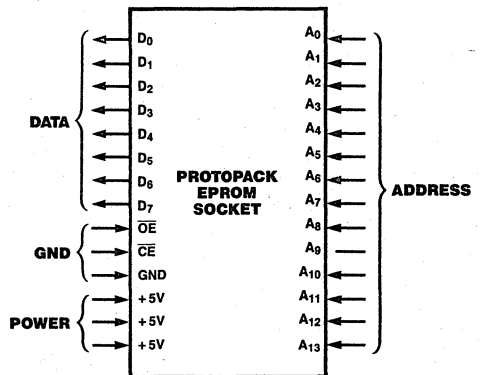 D0 A0
D1 A1
D2 A2
D3 A3
DATA D4 A4
D5 A5
D6 PROTOPACK A6
EPROM ADDRESS
D7 SOCKET A7
OE A8
GND CE A9
GND A10
+5V A11
POWER +5V A12
+5V A13